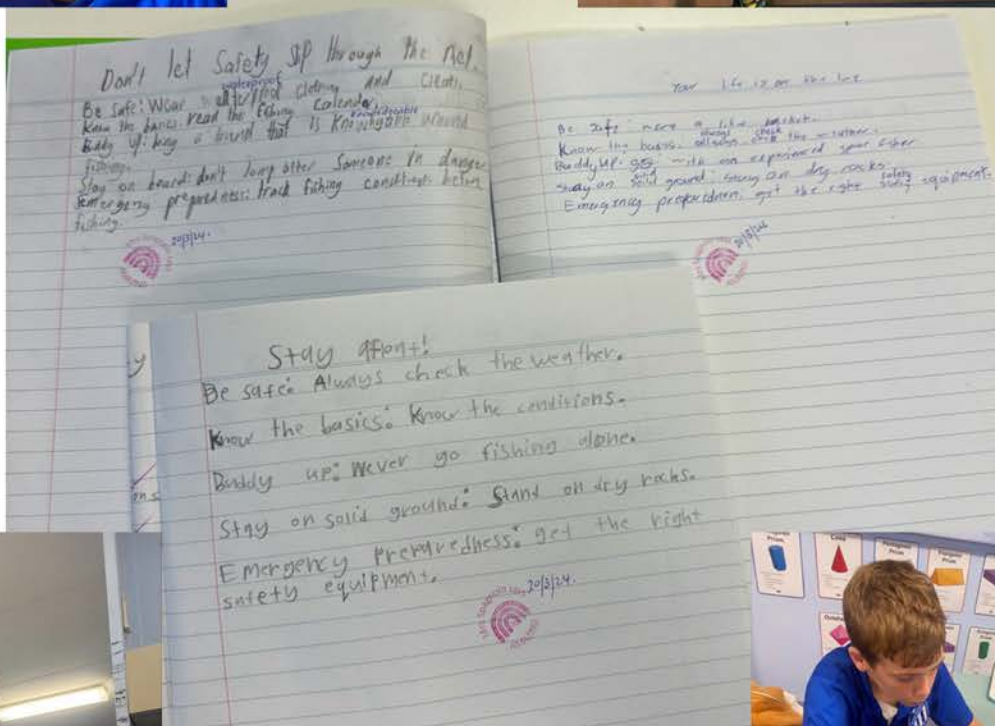 Don't let Safety slip through the net.
waterproof
Be Safe: Wear waterproof clothing and cleats.
Know the basics: read the fishing calendar.
knowledgeable
Buddy up: bring a friend that is around
fishing.
Stay on board: don't jump after Someone in danger
Emergency preparedness: track fishing conditions before
fishing.
20/3/24.
Your life is on the line
Be safe: wear a life jacket.
always check
Know the basics: the weather.
Buddy up: go with an experienced spear fisher
solid
Stay on solid ground: stay on dry rocks.
safety
Emergency preparedness: get the right equipment.
20/3/24
Stay afloat!
Be safe: Always check the weather.
Know the basics: Know the conditions.
Buddy up: Never go fishing alone.
Stay on solid ground: Stand on dry rocks.
Emergency preparedness: get the right
safety equipment.
20/3/24.
Cone